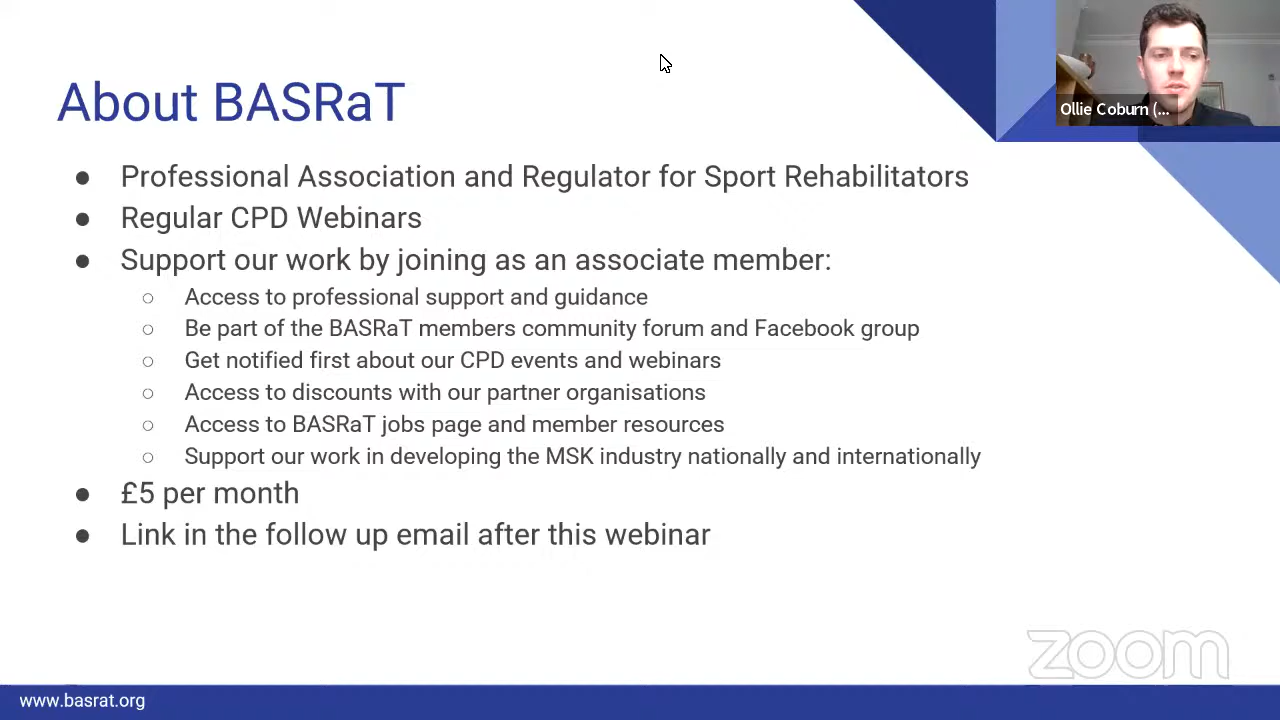 About BASRaT
Ollie Coburn (...
● Professional Association and Regulator for Sport Rehabilitators
● Regular CPD Webinars
● Support our work by joining as an associate member:
○ Access to professional support and guidance
○ Be part of the BASRaT members community forum and Facebook group
○ Get notified first about our CPD events and webinars
○ Access to discounts with our partner organisations
○ Access to BASRaT jobs page and member resources
○ Support our work in developing the MSK industry nationally and internationally
● £5 per month
● Link in the follow up email after this webinar
zoom
www.basrat.org